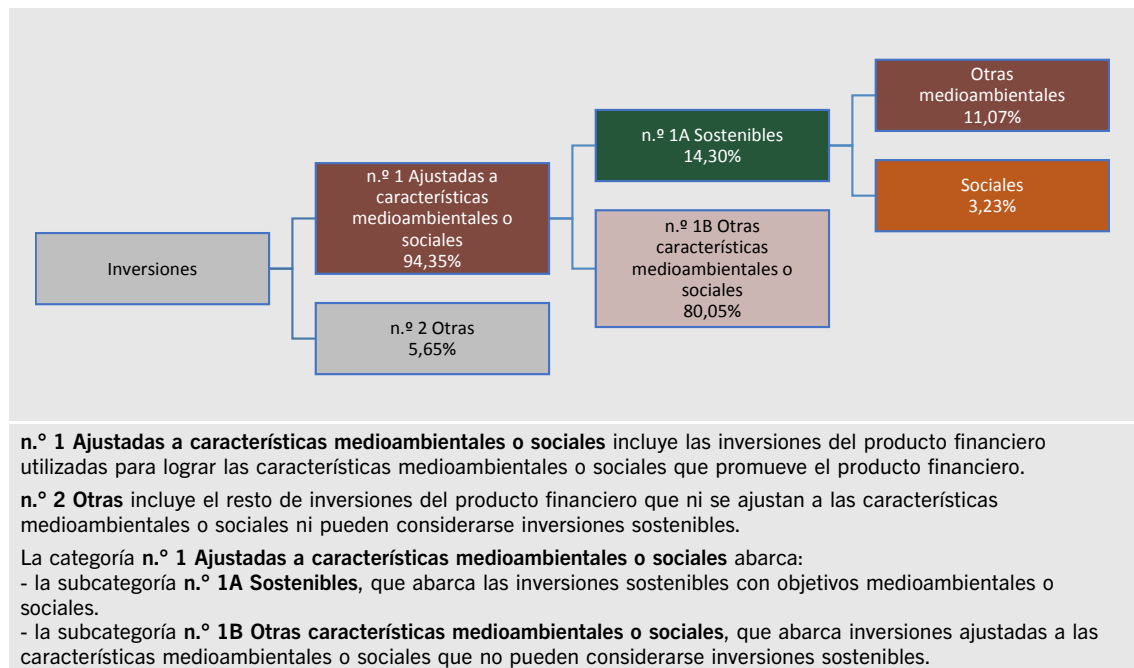 Otras
medioambientales
11,07%
n.º 1A Sostenibles
14,30%
n.º 1 Ajustadas a
características
medioambientales o
sociales
94,35%
Sociales
3,23%
n.º 1B Otras
características
medioambientales o
sociales
80,05%
Inversiones
n.º 2 Otras
5,65%
n.° 1 Ajustadas a características medioambientales o sociales incluye las inversiones del producto financiero
utilizadas para lograr las características medioambientales o sociales que promueve el producto financiero.
n.° 2 Otras incluye el resto de inversiones del producto financiero que ni se ajustan a las características
medioambientales o sociales ni pueden considerarse inversiones sostenibles.
La categoría n.° 1 Ajustadas a características medioambientales o sociales abarca:
- la subcategoría n.° 1A Sostenibles, que abarca las inversiones sostenibles con objetivos medioambientales o
sociales.
- la subcategoría n.° 1B Otras características medioambientales o sociales, que abarca inversiones ajustadas a las
características medioambientales o sociales que no pueden considerarse inversiones sostenibles.